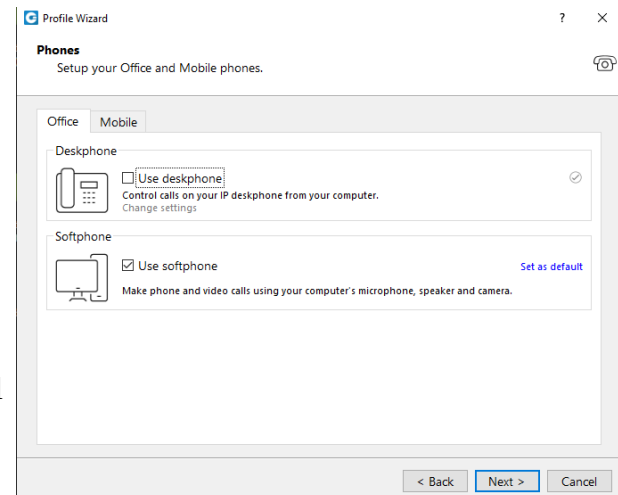 Profile Wizard
Phones
Setup your Office and Mobile phones.
Office Mobile
Deskphone
Use deskphone
Control calls on your IP deskphone from your computer.
Change settings
Softphone
Use softphone Set as default
Make phone and video calls using your computer's microphone, speaker and camera.
< Back Next > Cancel